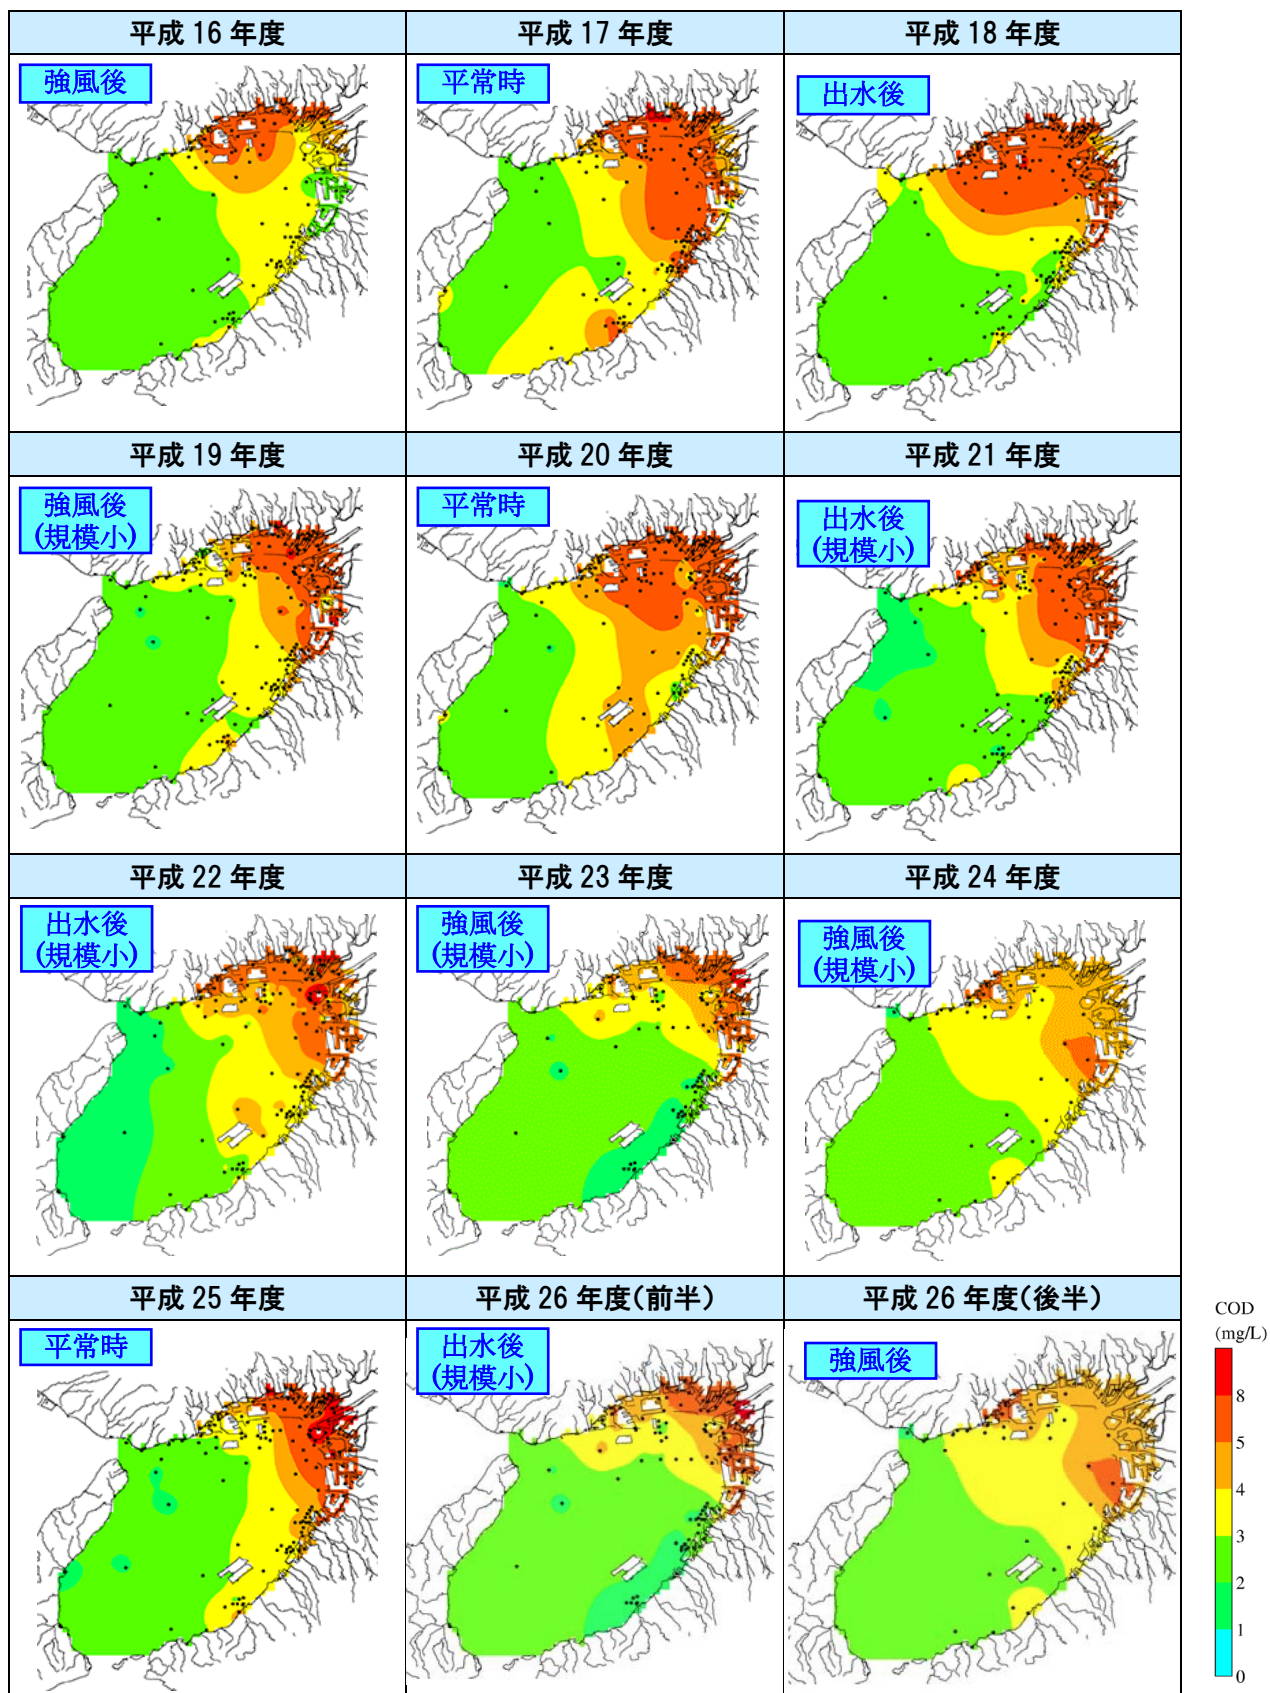 平成 16 年度
平成 17 年度
平成 18 年度
強風後
平常時
出水後
平成 19 年度
平成 20 年度
平成 21 年度
強風後
(規模小)
平常時
出水後
(規模小)
平成 22 年度
平成 23 年度
平成 24 年度
出水後
(規模小)
強風後
(規模小)
強風後
(規模小)
平成 25 年度
平成 26 年度(前半)
平成 26 年度(後半)
平常時
出水後
(規模小)
強風後
COD
(mg/L)
8
5
4
3
2
1
0